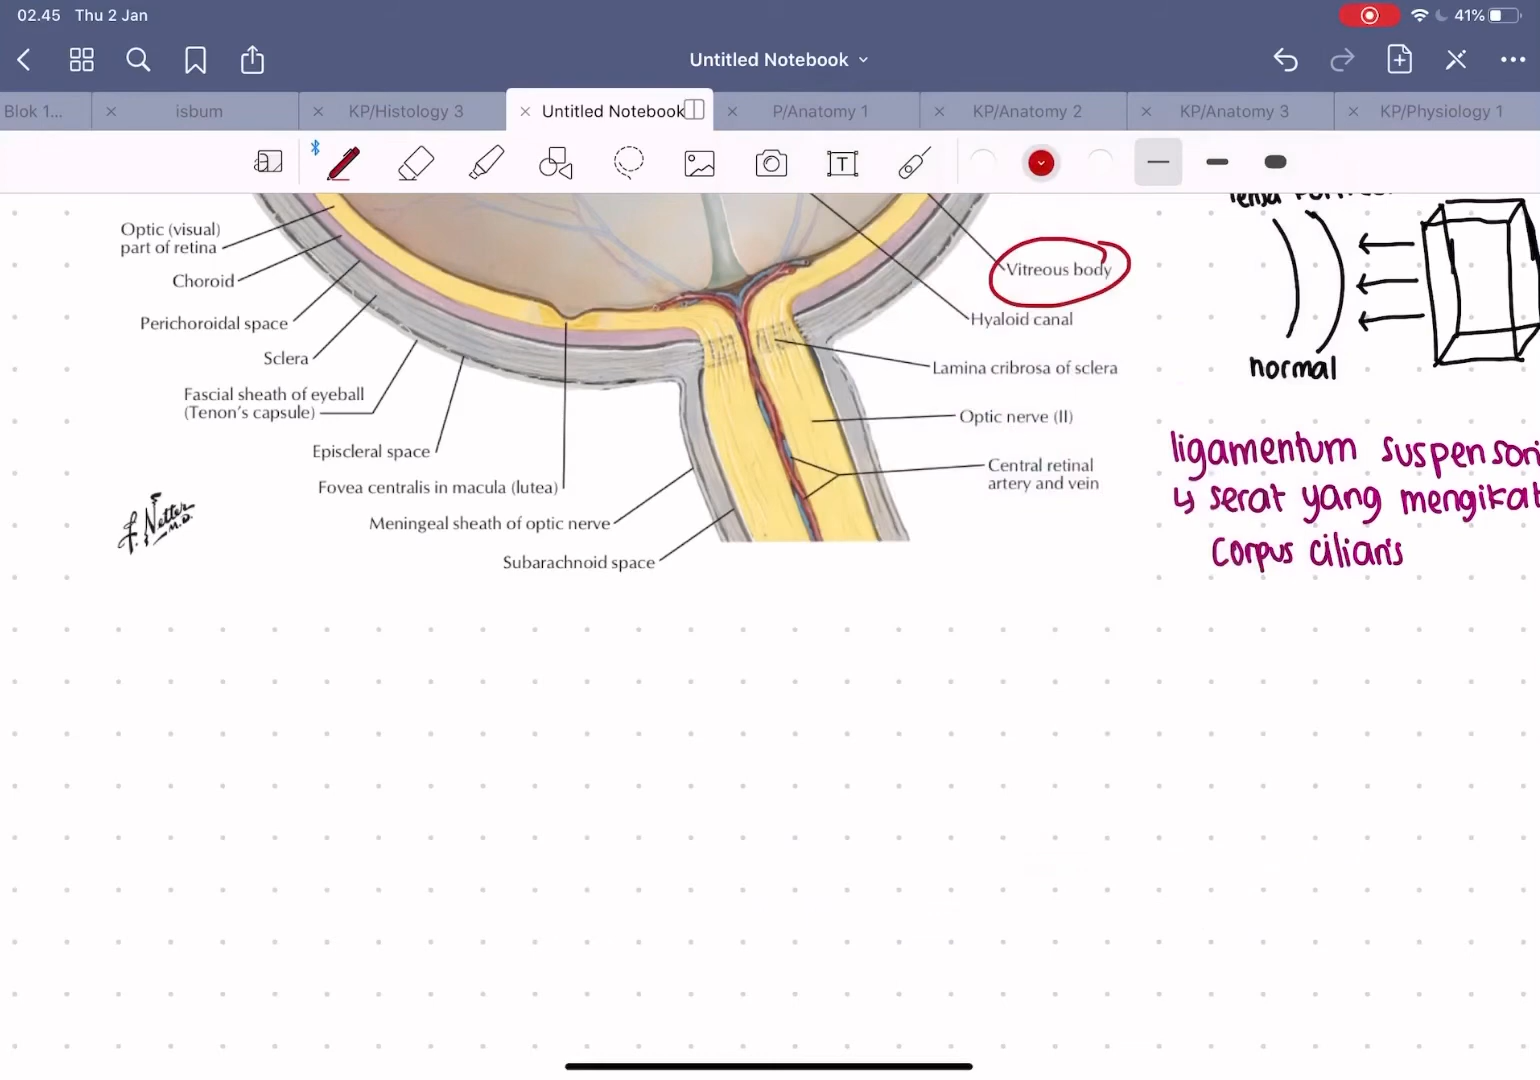 02.45 Thu 2 Jan
41%
Untitled Notebook
Blok 1...
isbum
KP/Histology 3
Untitled Notebook
P/Anatomy 1
KP/Anatomy 2
KP/Anatomy 3
KP/Physiology 1
Optic (visual)
part of retina
Choroid
Perichoroidal space
Sclera
Fascial sheath of eyeball
(Tenon's capsule)
Episcleral space
Fovea centralis in macula (lutea)
Meningeal sheath of optic nerve
Subarachnoid space
Vitreous body
Hyaloid canal
Lamina cribrosa of sclera
Optic nerve (II)
Central retinal
artery and vein
F. Netter
M.D.
normal
ligamentum suspensori
↳ serat yang mengikat
Corpus ciliaris